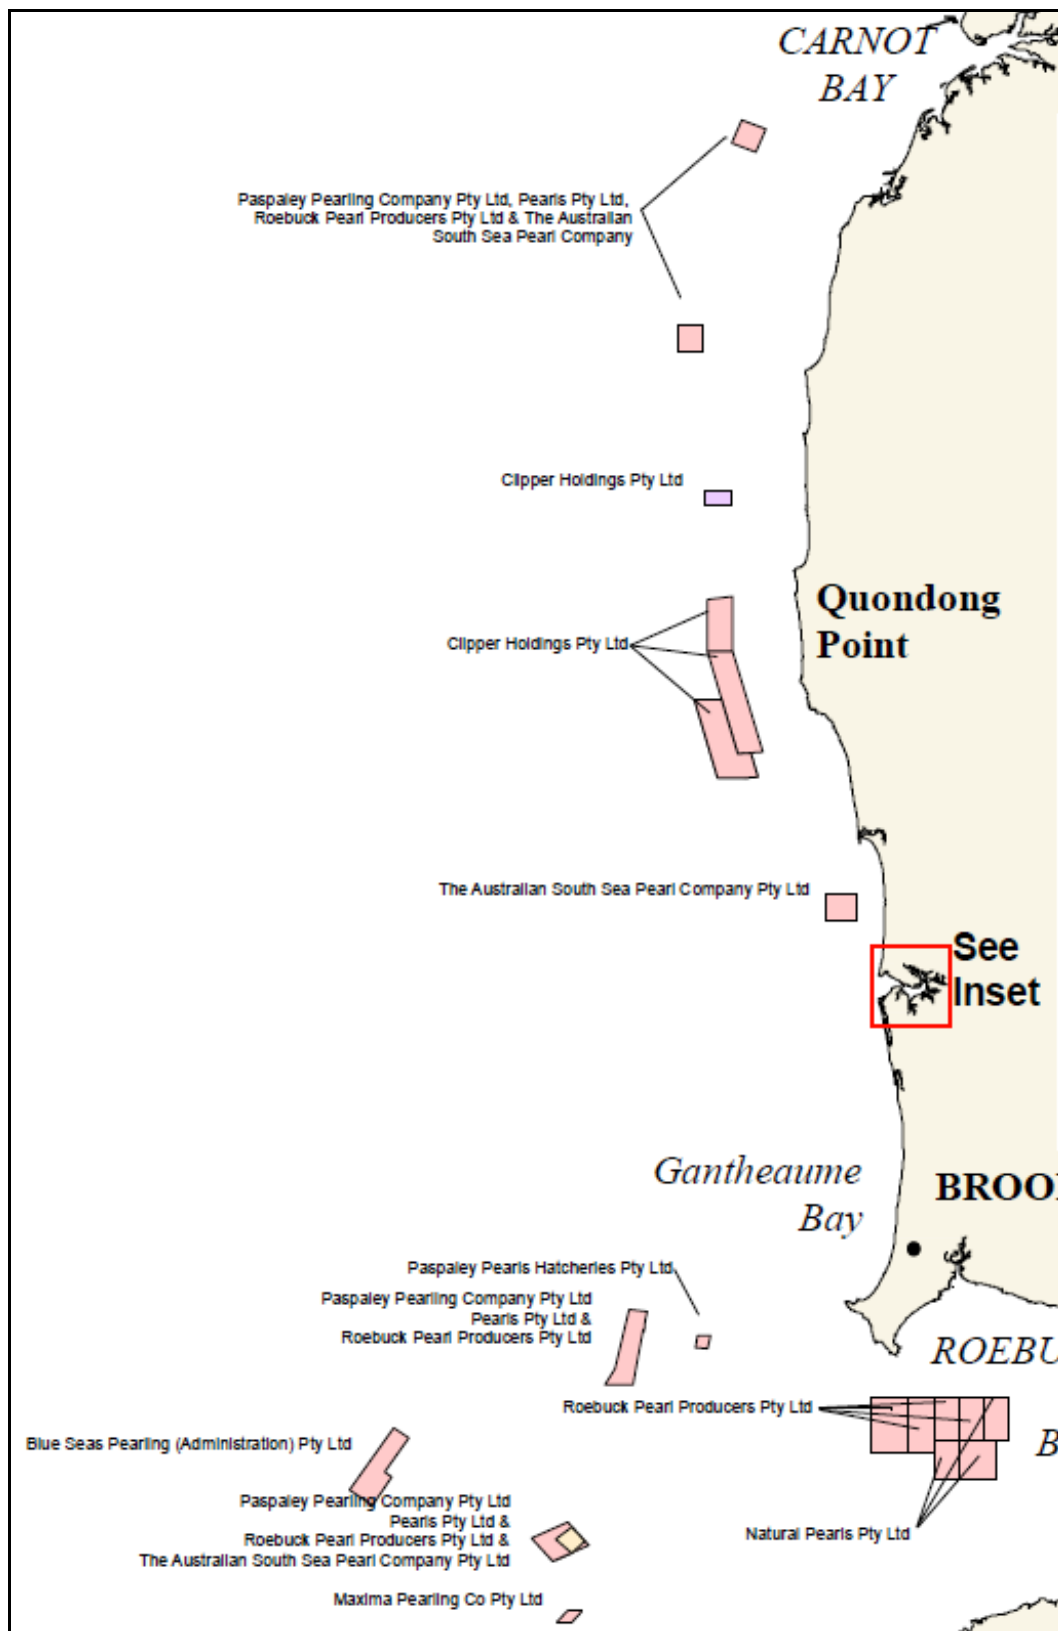 CARNOT
BAY
Paspaley Pearling Company Pty Ltd, Pearls Pty Ltd,
Roebuck Pearl Producers Pty Ltd & The Australian
South Sea Pearl Company
Clipper Holdings Pty Ltd
Quondong
Point
Clipper Holdings Pty Ltd
The Australian South Sea Pearl Company Pty Ltd
See
Inset
Gantheaume
Bay
BROO
Paspaley Pearls Hatcheries Pty Ltd
Paspaley Pearling Company Pty Ltd
Pearls Pty Ltd &
Roebuck Pearl Producers Pty Ltd
ROEBU
Roebuck Pearl Producers Pty Ltd
B
Blue Seas Pearling (Administration) Pty Ltd
Paspaley Pearling Company Pty Ltd
Pearls Pty Ltd &
Roebuck Pearl Producers Pty Ltd &
The Australian South Sea Pearl Company Pty Ltd
Natural Pearls Pty Ltd
Maxima Pearling Co Pty Ltd